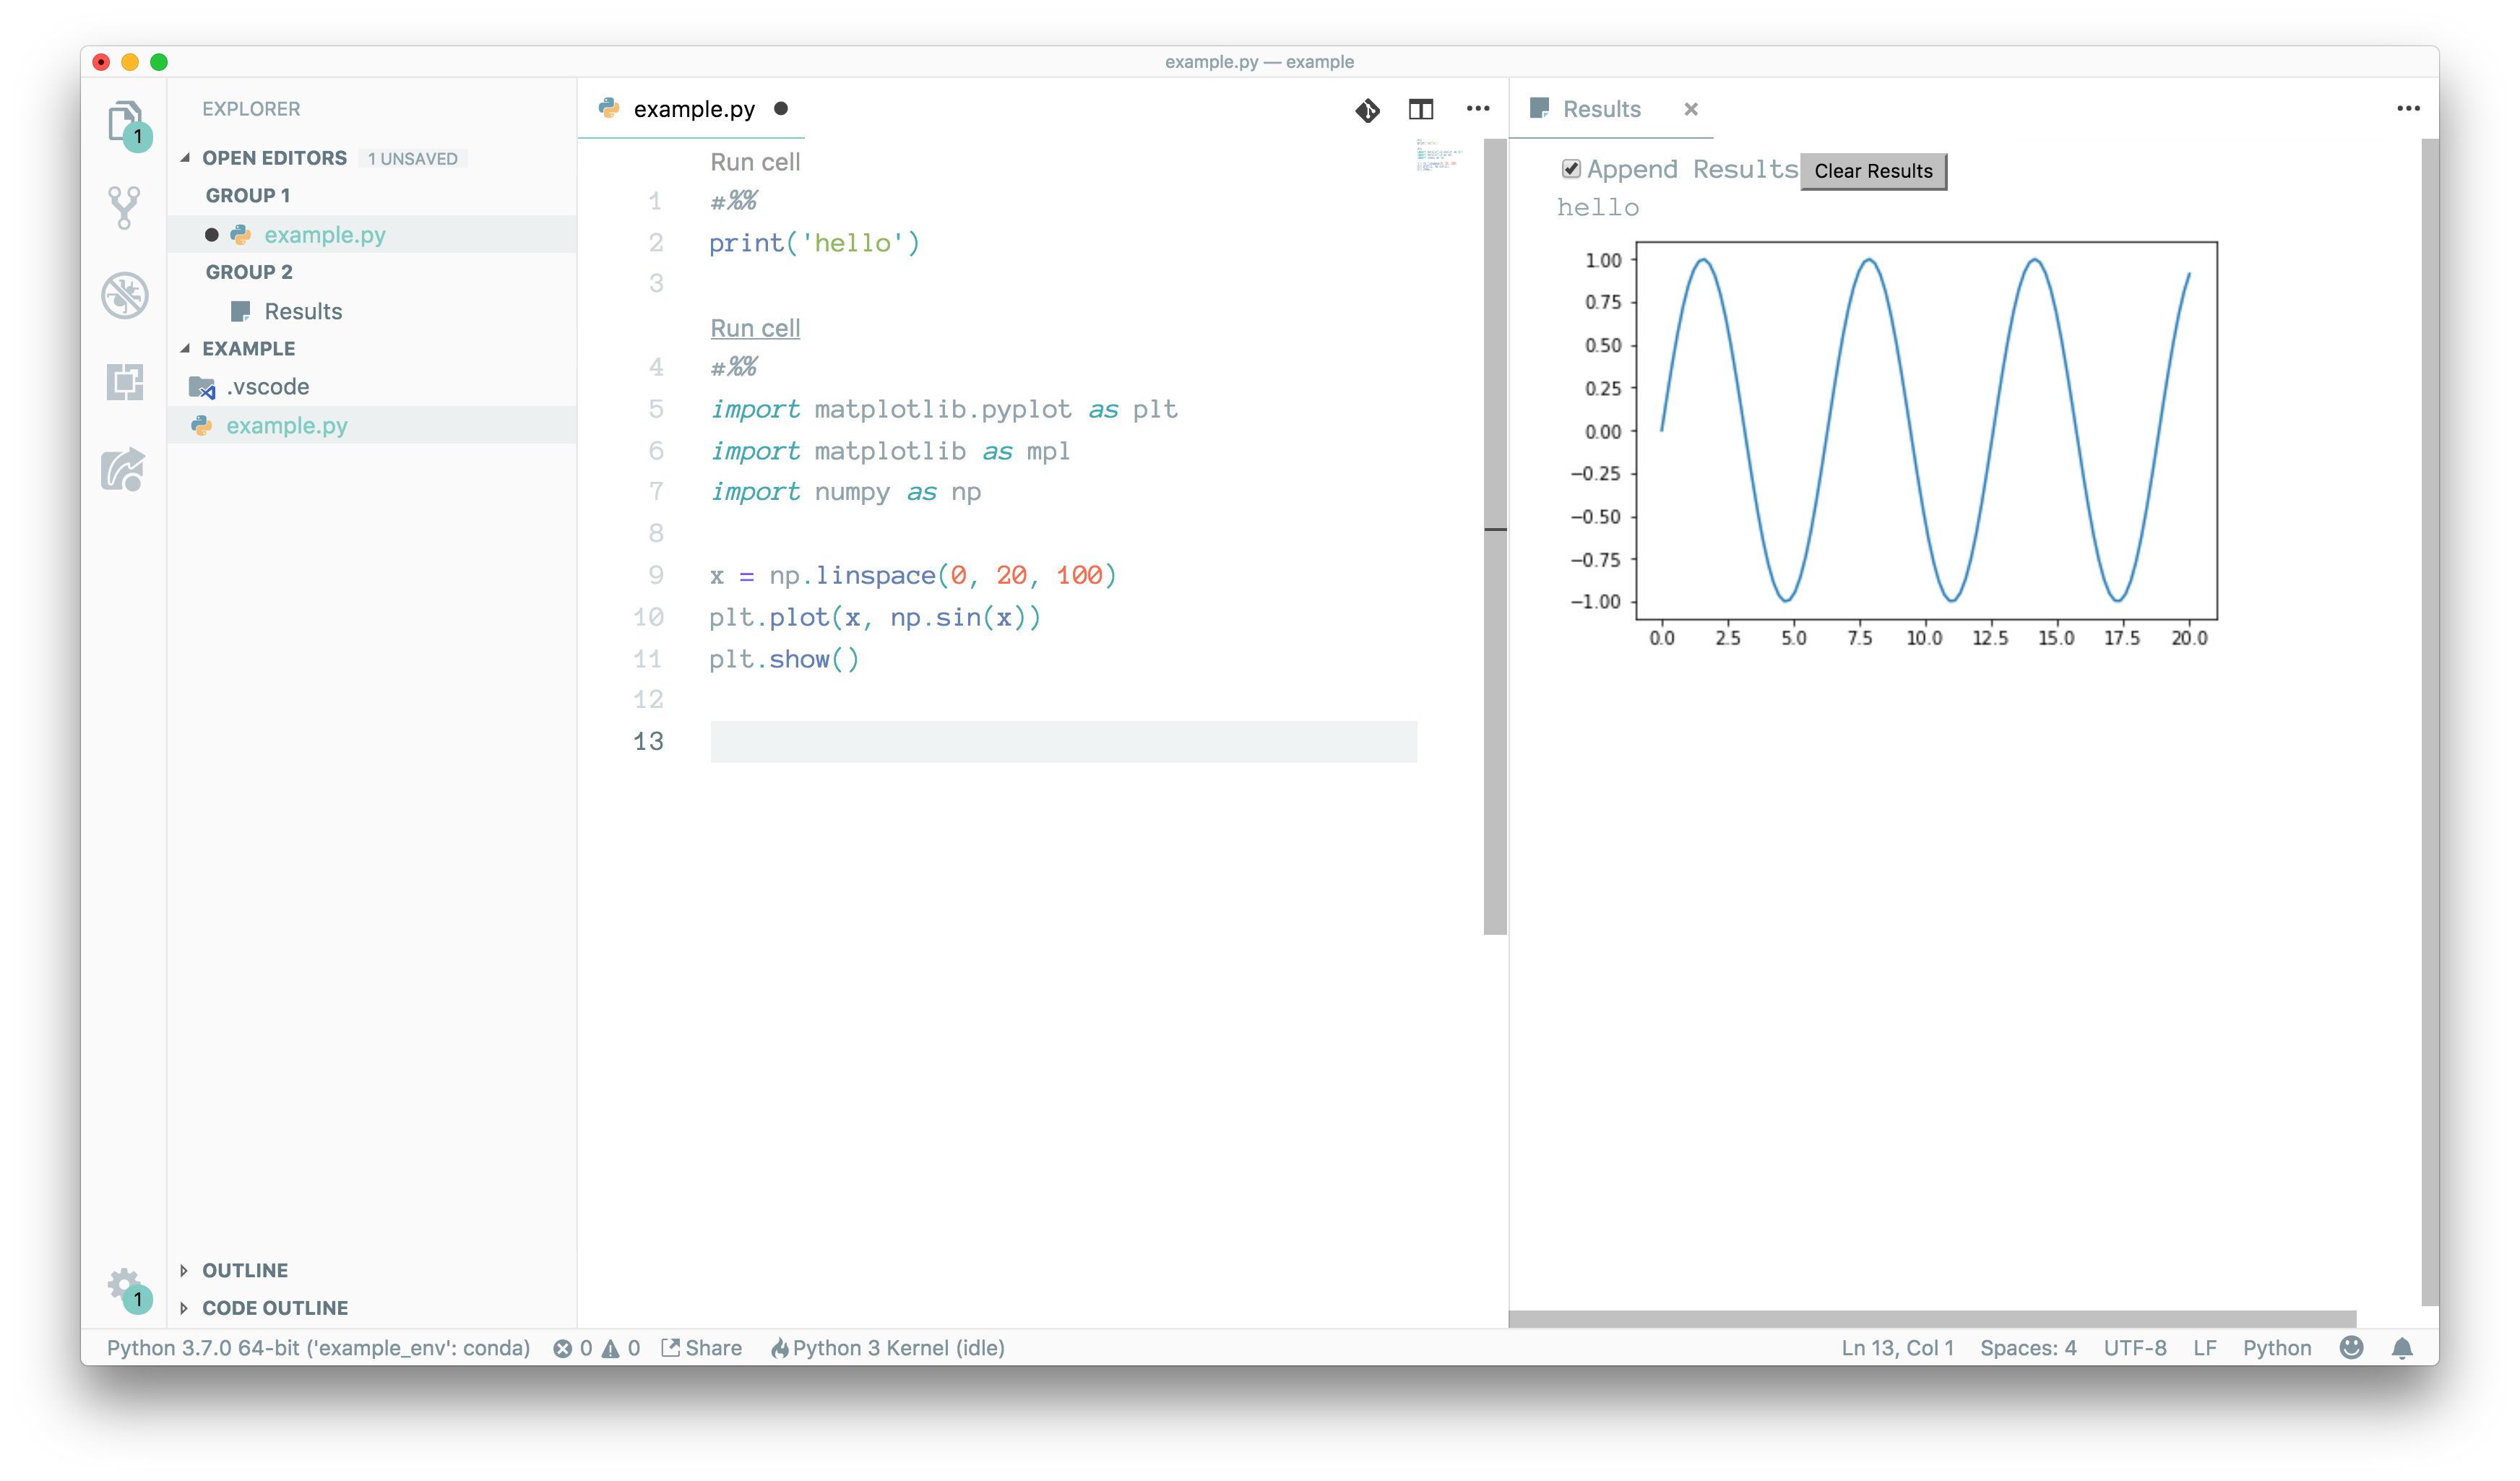 example.py — example
EXPLORER
1
OPEN EDITORS 1 UNSAVED
GROUP 1
example.py
GROUP 2
Results
EXAMPLE
.vscode
example.py
OUTLINE
1
CODE OUTLINE
example.py
Run cell
1 #%%
2 print('hello')
3
Run cell
4 #%%
5 import matplotlib.pyplot as plt
6 import matplotlib as mpl
7 import numpy as np
8
9 x = np.linspace(0, 20, 100)
10 plt.plot(x, np.sin(x))
11 plt.show()
12
13
Results
Append Results Clear Results
hello
1.00
0.75
0.50
0.25
0.00
−0.25
−0.50
−0.75
−1.00
0.0 2.5 5.0 7.5 10.0 12.5 15.0 17.5 20.0
Python 3.7.0 64-bit ('example_env': conda) 0 0 Share Python 3 Kernel (idle) Ln 13, Col 1 Spaces: 4 UTF-8 LF Python